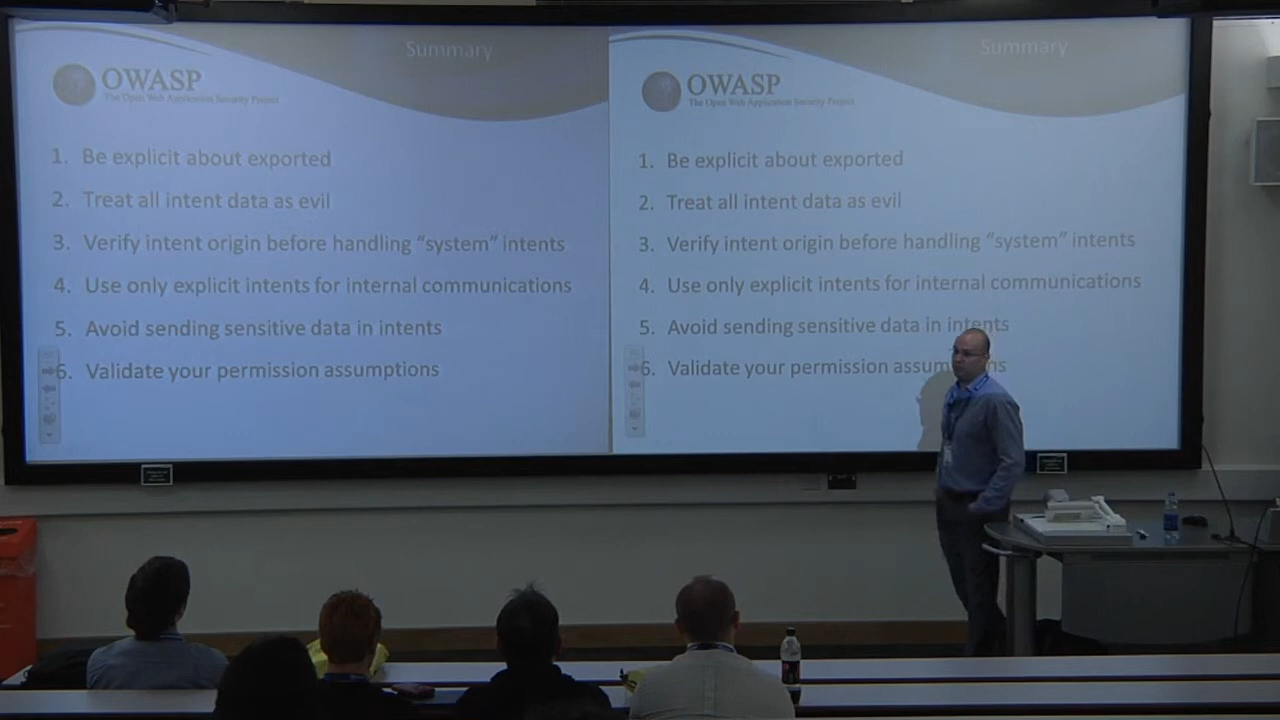 Summary
OWASP
The Open Web Application Security Project
1. Be explicit about exported
2. Treat all intent data as evil
3. Verify intent origin before handling “system” intents
4. Use only explicit intents for internal communications
5. Avoid sending sensitive data in intents
6. Validate your permission assumptions
Summary
OWASP
The Open Web Application Security Project
1. Be explicit about exported
2. Treat all intent data as evil
3. Verify intent origin before handling “system” intents
4. Use only explicit intents for internal communications
5. Avoid sending sensitive data in intents
6. Validate your permission assum ns